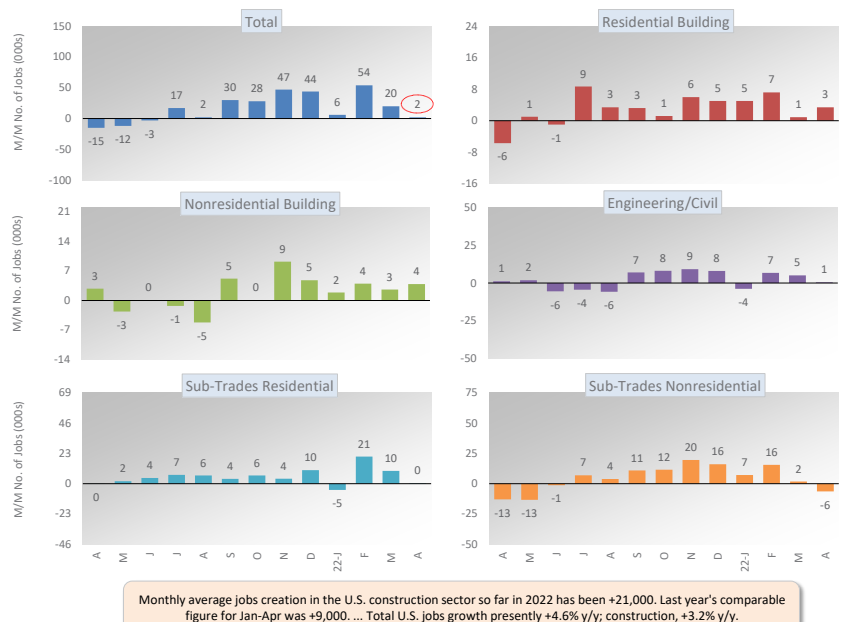 Total
M/M No. of Jobs (000s)
150
100
50
0
-50
-100
-15 -12 -3 17 2 30 28 47 44 6 54 20 2
Residential Building
24
16
8
0
-8
-16
-6 1 -1 9 3 3 1 6 5 5 7 1 3
Nonresidential Building
M/M No. of Jobs (000s)
21
14
7
0
-7
-14
3 -3 0 -1 -5 5 0 9 5 2 4 3 4
Engineering/Civil
50
25
0
-25
-50
1 2 -6 -4 -6 7 8 9 8 -4 7 5 1
Sub-Trades Residential
M/M No. of Jobs (000s)
69
46
23
0
-23
-46
0 2 4 7 6 4 6 4 10 -5 21 10 0
A M J J A S O N D 22-J F M A
Sub-Trades Nonresidential
75
50
25
0
-25
-50
-13 -13 -1 7 4 11 12 20 16 7 16 2 -6
A M J J A S O N D 22-J F M A
Monthly average jobs creation in the U.S. construction sector so far in 2022 has been +21,000. Last year's comparable
figure for Jan-Apr was +9,000. ... Total U.S. jobs growth presently +4.6% y/y; construction, +3.2% y/y.